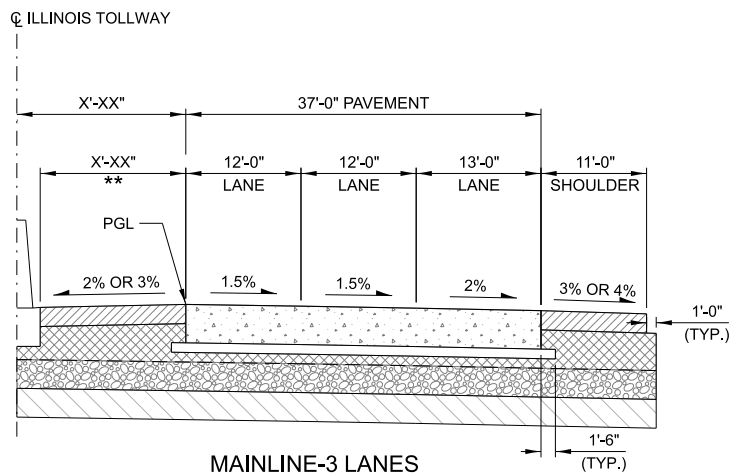 ℄ ILLINOIS TOLLWAY
X'-XX" 37'-0" PAVEMENT
X'-XX" 12'-0" 12'-0" 13'-0" 11'-0"
** LANE LANE LANE SHOULDER
PGL
2% OR 3% 1.5% 1.5% 2% 3% OR 4%
1'-0"
(TYP.)
1'-6"
(TYP.)
MAINLINE-3 LANES